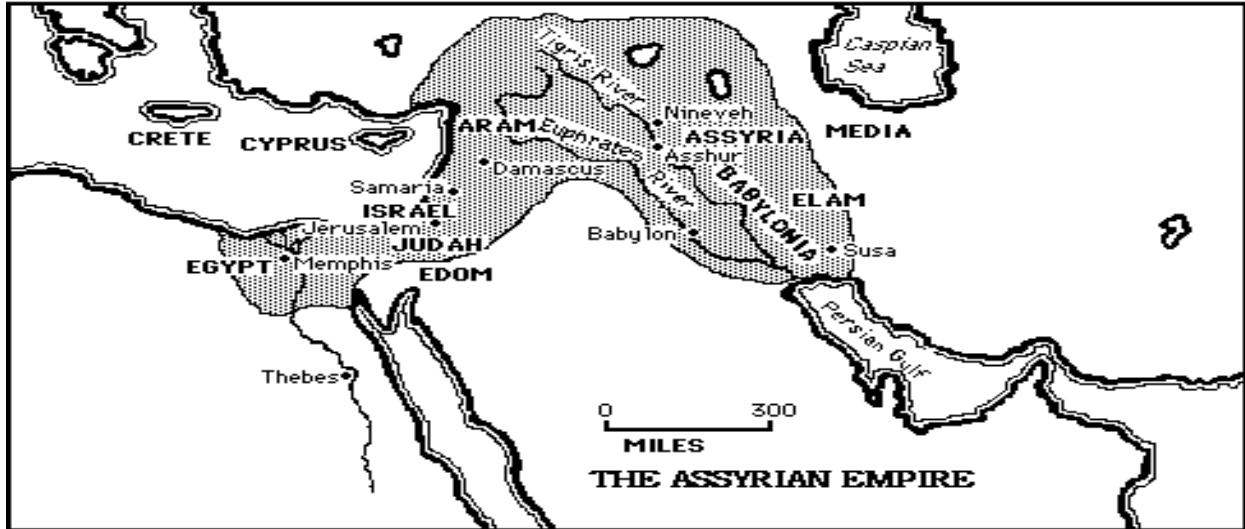 Caspian
Sea
Tigris River
Nineveh
ARAM
Euphrates River
ASSYRIA
MEDIA
CRETE
CYPRUS
Asshur
Damascus
BABYLONIA
Samaria
ELAM
ISRAEL
Jerusalem
Babylon
JUDAH
Susa
EGYPT
Memphis
EDOM
Persian Gulf
Thebes
0 300
MILES
THE ASSYRIAN EMPIRE